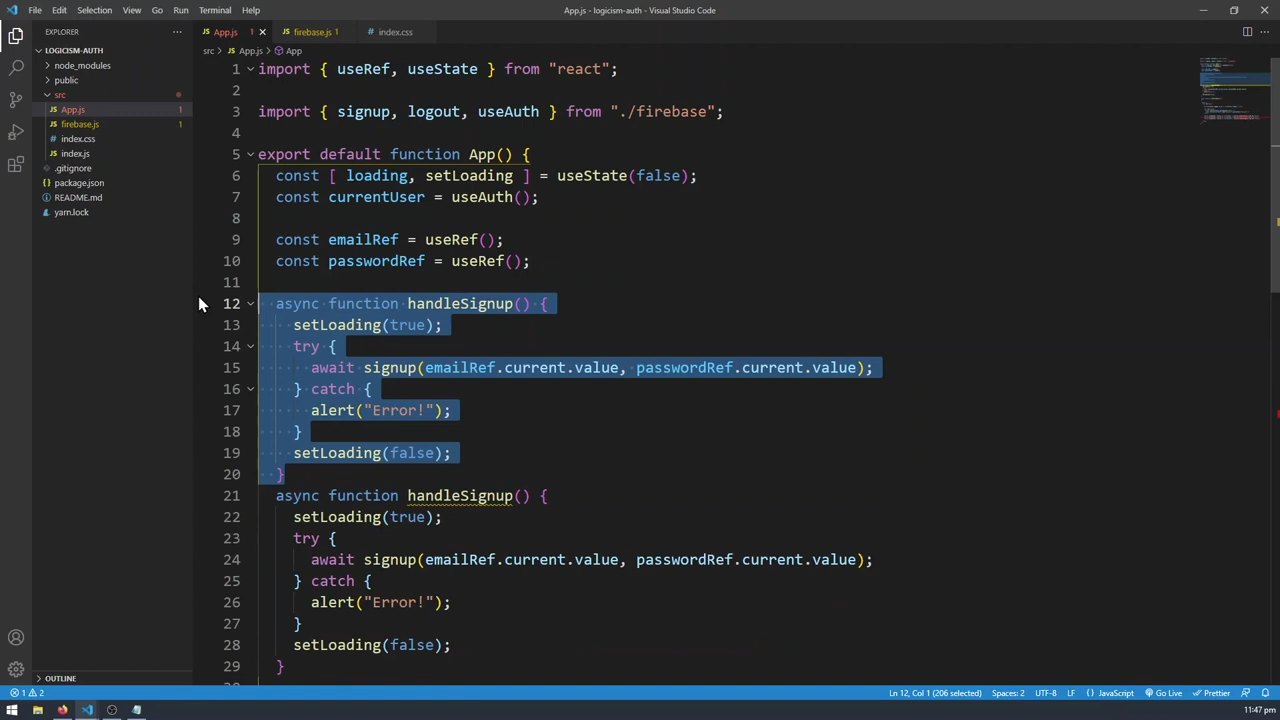 File Edit Selection View Go Run Terminal Help
App.js - logicism-auth - Visual Studio Code
EXPLORER
LOGICISM-AUTH
node_modules
public
src
App.js 1
firebase.js 1
index.css
index.js
.gitignore
package.json
README.md
yarn.lock
OUTLINE
App.js 1 firebase.js 1 index.css
src > App.js > App
1 import { useRef, useState } from "react";
2
3 import { signup, logout, useAuth } from "./firebase";
4
5 export default function App() {
6 const [ loading, setLoading ] = useState(false);
7 const currentUser = useAuth();
8
9 const emailRef = useRef();
10 const passwordRef = useRef();
11
12 async function handleSignup() {
13 setLoading(true);
14 try {
15 await signup(emailRef.current.value, passwordRef.current.value);
16 } catch {
17 alert("Error!");
18 }
19 setLoading(false);
20 }
21 async function handleSignup() {
22 setLoading(true);
23 try {
24 await signup(emailRef.current.value, passwordRef.current.value);
25 } catch {
26 alert("Error!");
27 }
28 setLoading(false);
29 }
1 2 Ln 12, Col 1 (206 selected) Spaces: 2 UTF-8 LF { } JavaScript Go Live Prettier
11:47 pm